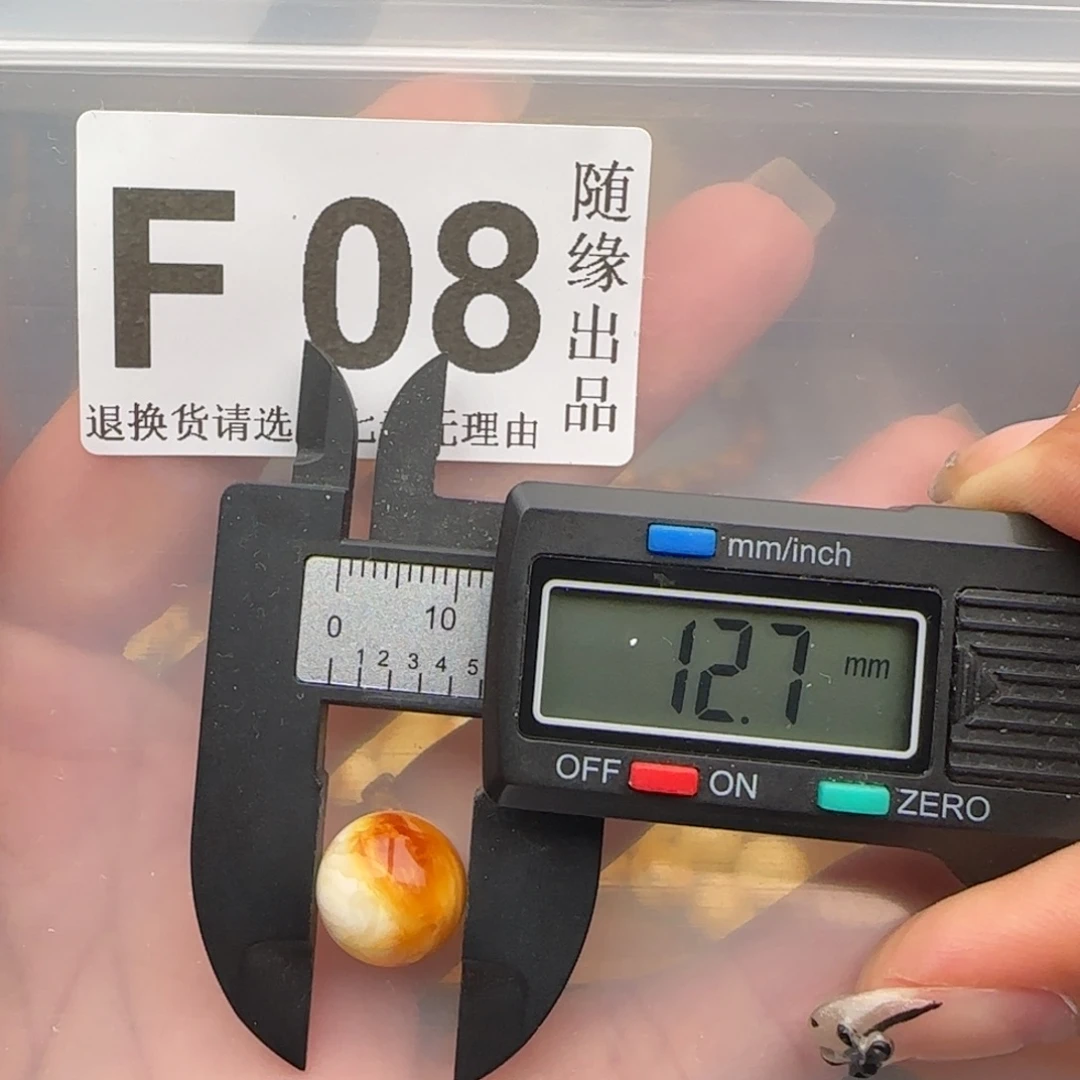 F 08
随缘出品
退换货请选 无理由
mm/inch
0 10
1 2 3 4 5
12.7 mm
OFF ON ZERO